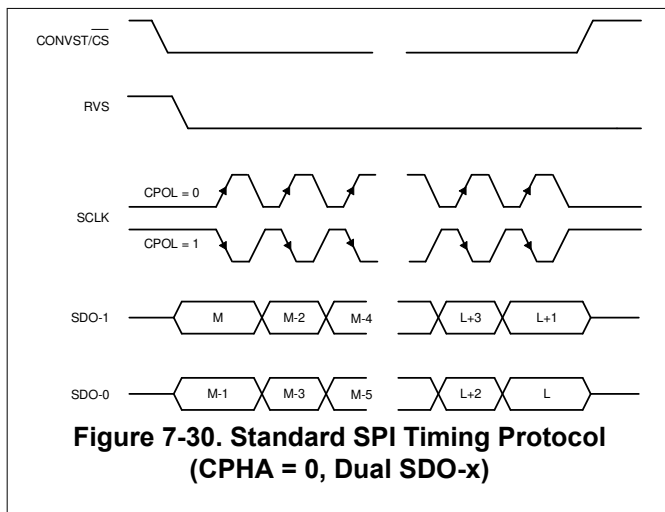 CONVST/CS
RVS
CPOL = 0
SCLK
CPOL = 1
SDO-1 M M-2 M-4 L+3 L+1
SDO-0 M-1 M-3 M-5 L+2 L
Figure 7-30. Standard SPI Timing Protocol
(CPHA = 0, Dual SDO-x)